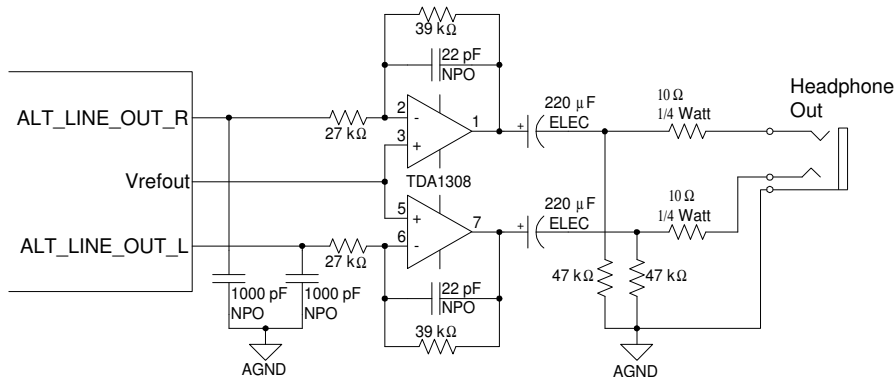 39 kΩ
22 pF
NPO
ALT_LINE_OUT_R
27 kΩ
2
-
3
+
1
TDA1308
+
220 µF
ELEC
10 Ω
1/4 Watt
Headphone
Out
Vrefout
ALT_LINE_OUT_L
27 kΩ
5
+
6
-
7
+
220 µF
ELEC
10 Ω
1/4 Watt
1000 pF
NPO
1000 pF
NPO
AGND
22 pF
NPO
39 kΩ
47 kΩ
47 kΩ
AGND